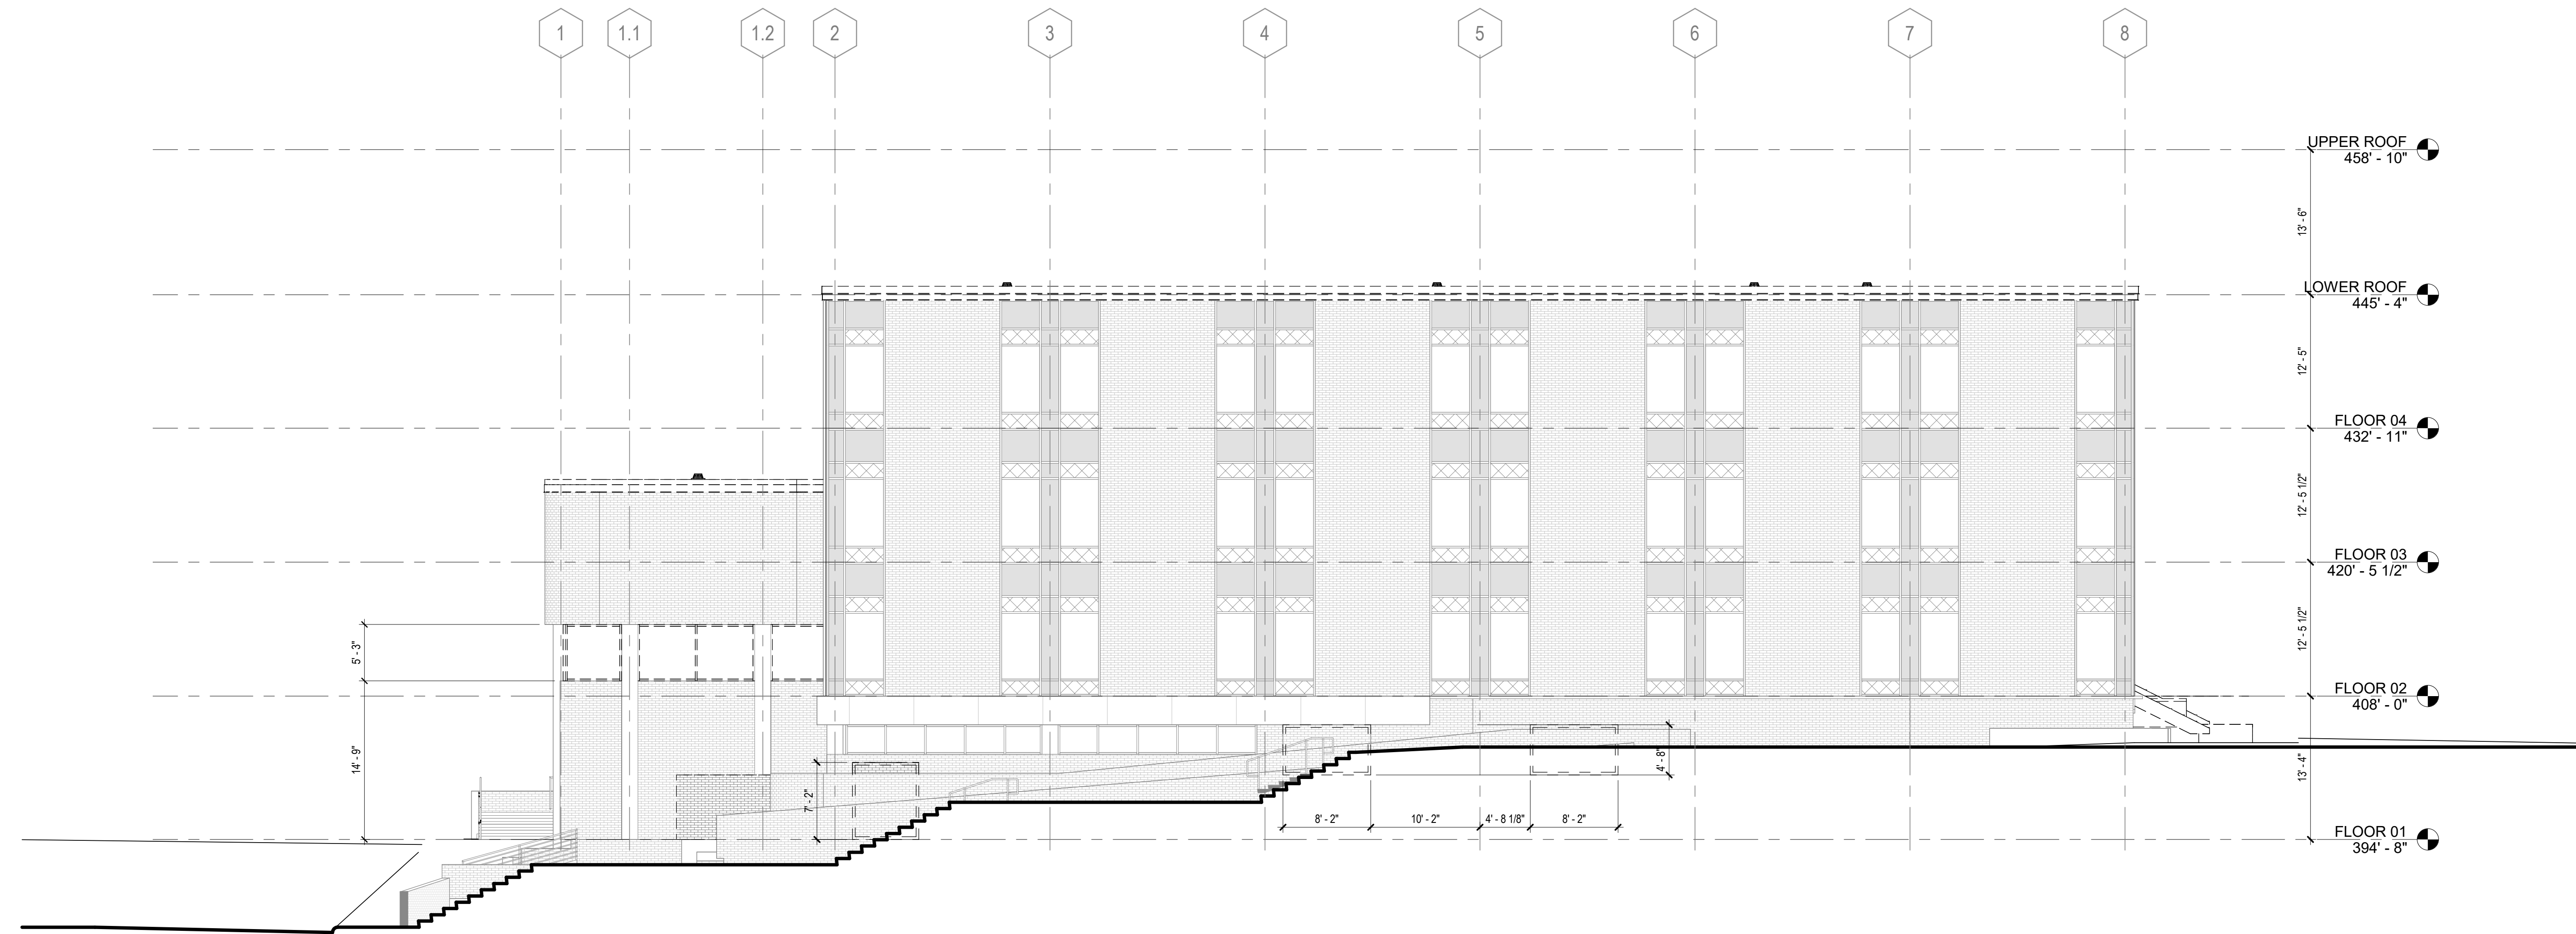 1
1.1
1.2
2
3
4
5
6
7
8
UPPER ROOF
458' - 10"
13' - 6"
LOWER ROOF
445' - 4"
12' - 5"
FLOOR 04
432' - 11"
12' - 5 1/2"
FLOOR 03
420' - 5 1/2"
12' - 5 1/2"
5' - 3"
FLOOR 02
408' - 0"
14' - 9"
4' - 8"
13' - 4"
7' - 2"
8' - 2"
10' - 2"
4' - 8 1/8"
8' - 2"
FLOOR 01
394' - 8"